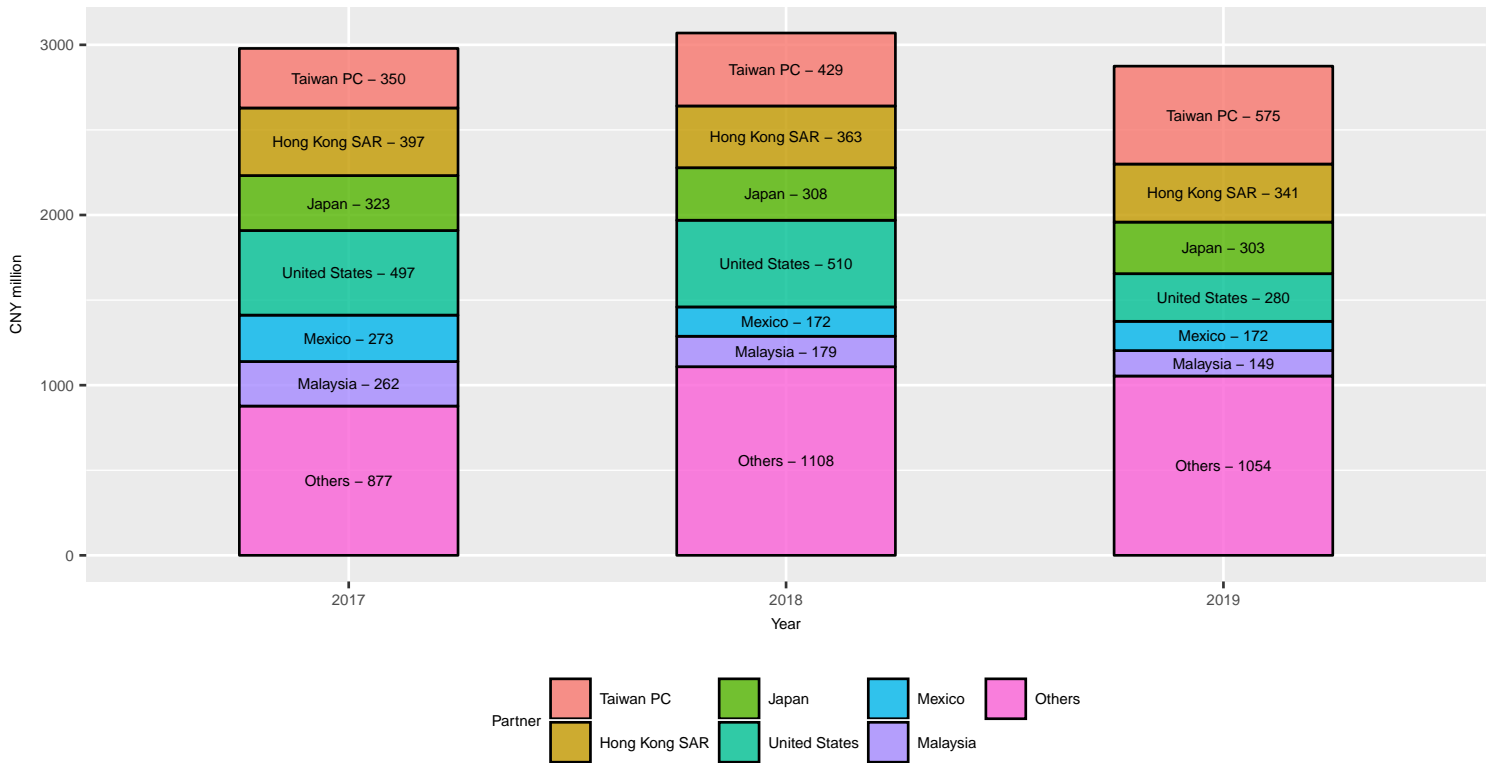 CNY million
3000
2000
1000
0
Taiwan PC – 350
Hong Kong SAR – 397
Japan – 323
United States – 497
Mexico – 273
Malaysia – 262
Others – 877
Taiwan PC – 429
Hong Kong SAR – 363
Japan – 308
United States – 510
Mexico – 172
Malaysia – 179
Others – 1108
Taiwan PC – 575
Hong Kong SAR – 341
Japan – 303
United States – 280
Mexico – 172
Malaysia – 149
Others – 1054
2017 2018 2019
Year
Partner
Taiwan PC Japan Mexico Others
Hong Kong SAR United States Malaysia